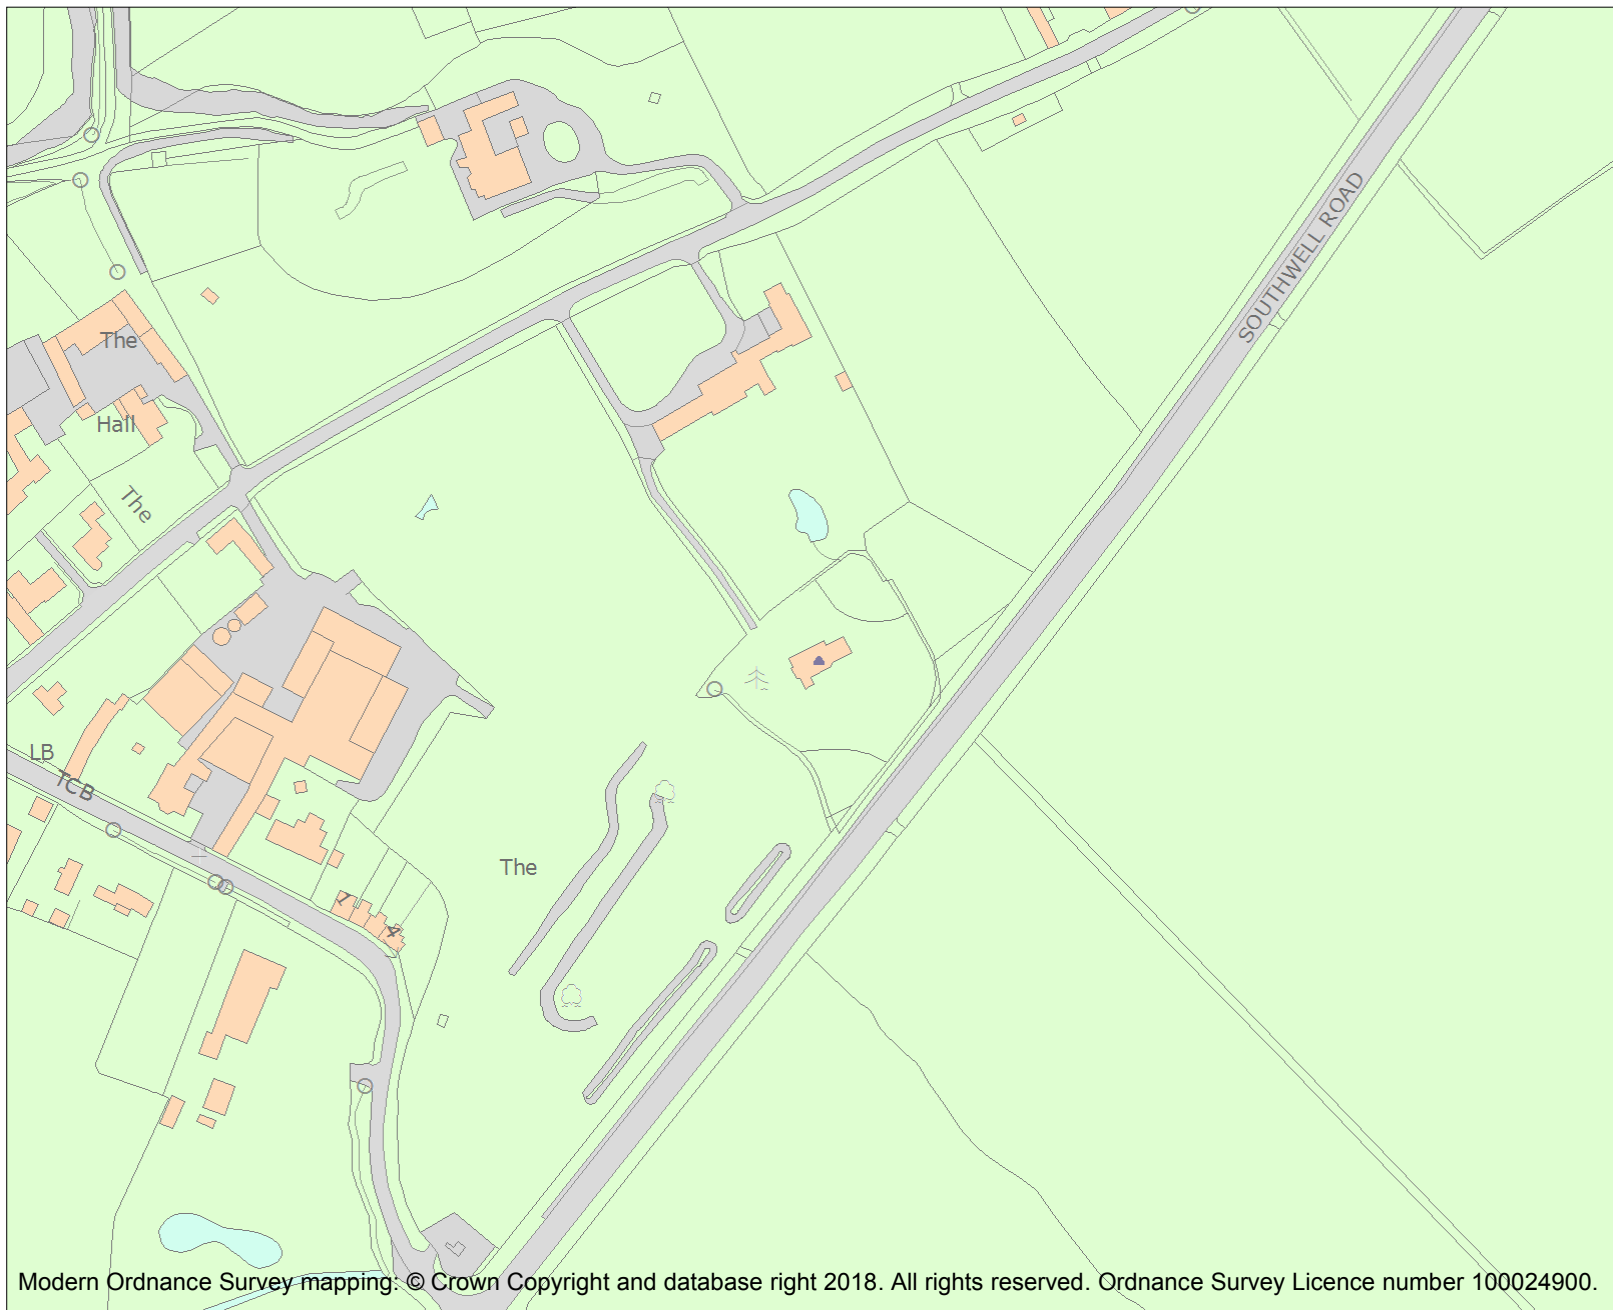 SOUTHWELL ROAD
The
Hall
The
LB
TCB
The
1
4
Modern Ordnance Survey mapping: © Crown Copyright and database right 2018. All rights reserved. Ordnance Survey Licence number 100024900.